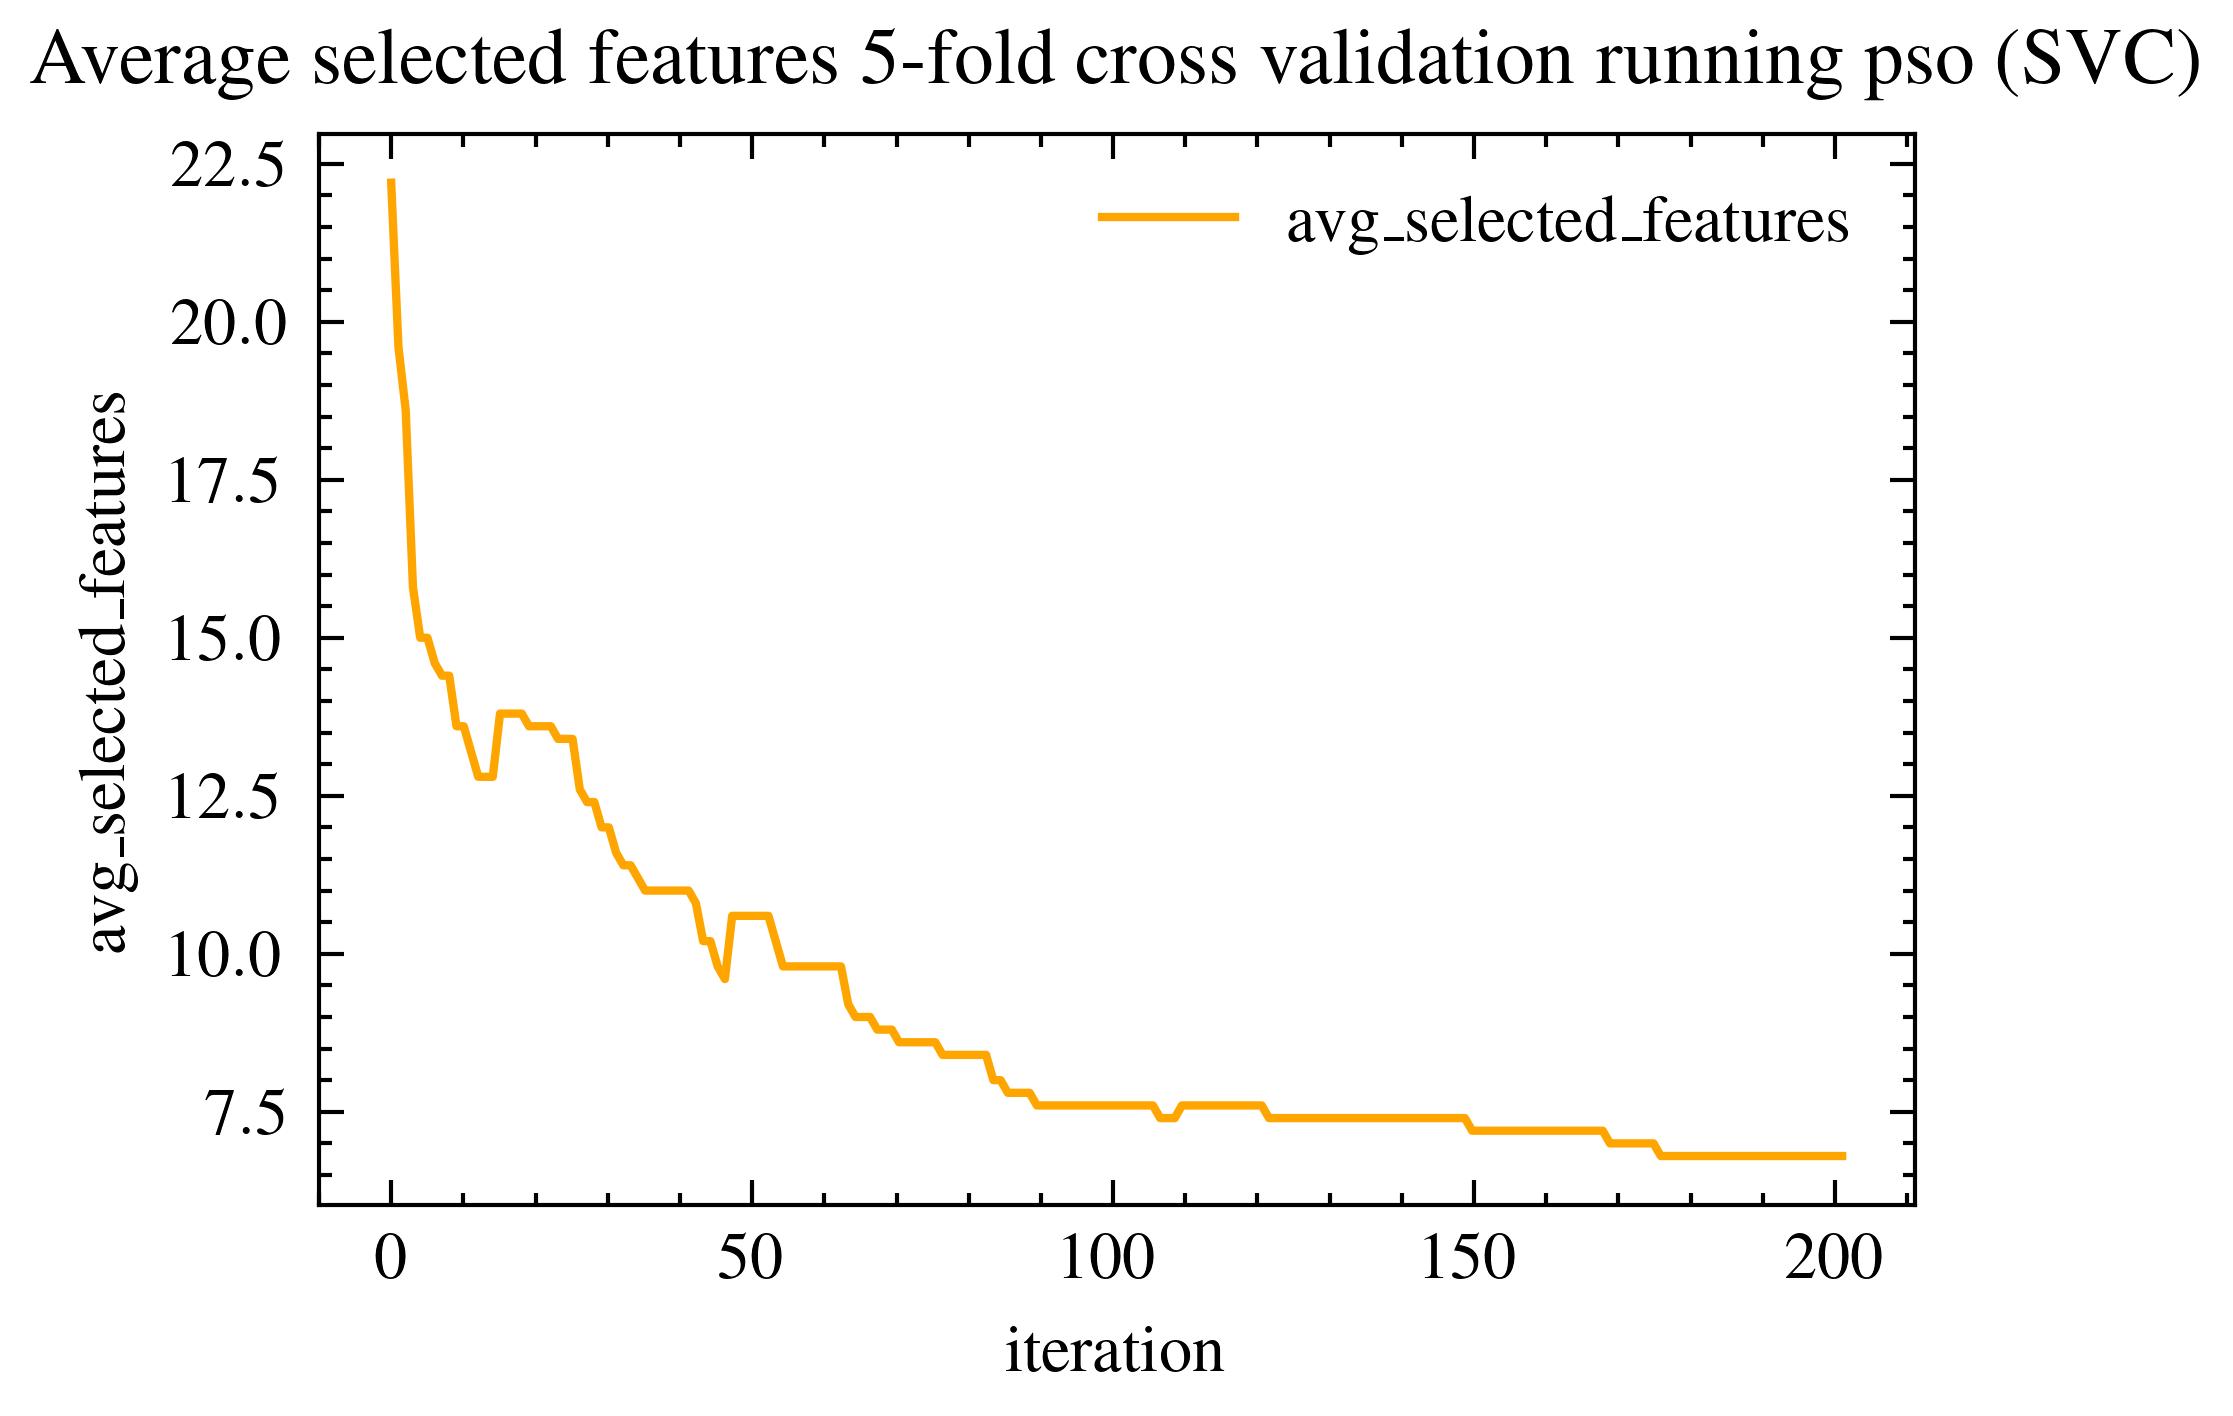 Average selected features 5-fold cross validation running pso (SVC)
avg_selected_features
22.5
20.0
17.5
15.0
12.5
10.0
7.5
avg_selected_features
0 50 100 150 200
iteration